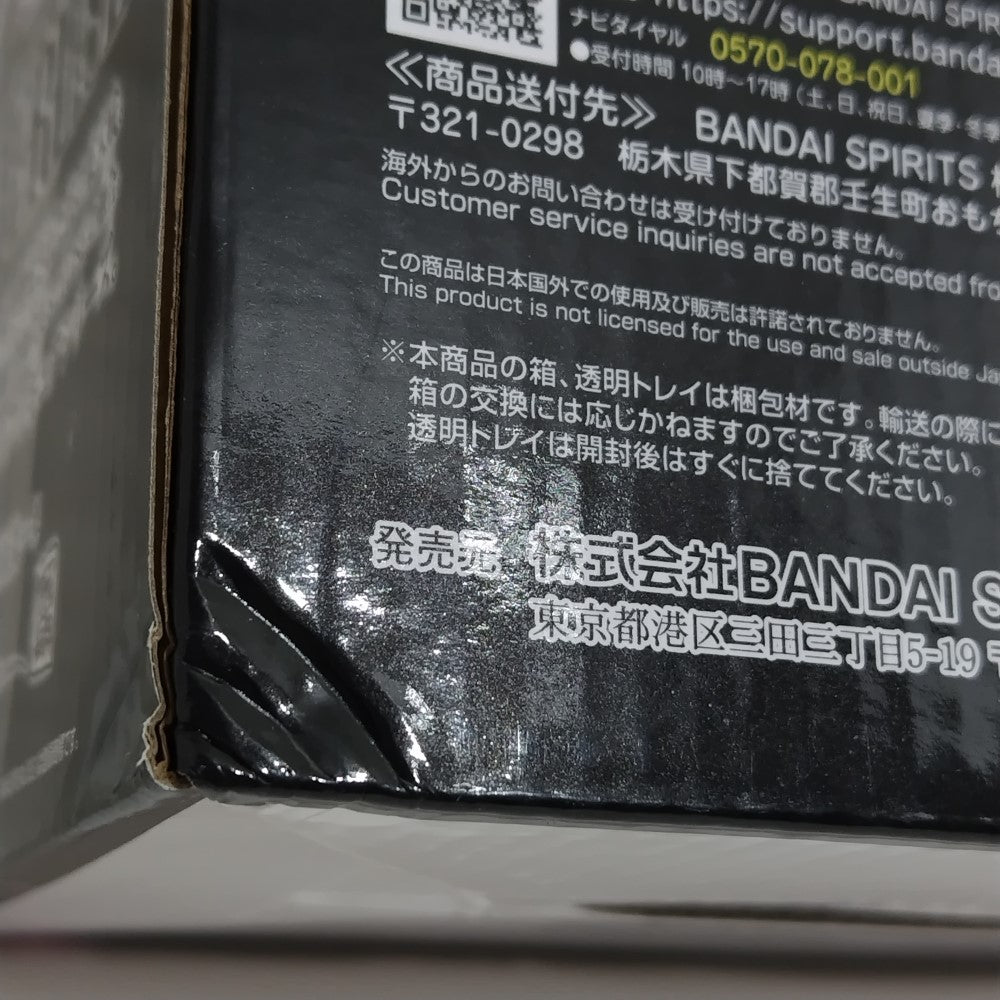 BANDAI SPIR
https://support.banda
ナビダイヤル 0570-078-001
●受付時間 10時～17時（土、日、祝日、夏季・冬季
≪商品送付先≫ BANDAI SPIRITS
〒321-0298 栃木県下都賀郡壬生町おもち
海外からのお問い合わせは受け付けておりません。
Customer service inquiries are not accepted fro
この商品は日本国外での使用及び販売は許諾されておりません。
This product is not licensed for the use and sale outside Ja
※本商品の箱、透明トレイは梱包材です。輸送の際に
箱の交換には応じかねますのでご了承ください。
透明トレイは開封後はすぐに捨ててください。
発売元 株式会社BANDAI S
東京都港区三田三丁目5-19 〒